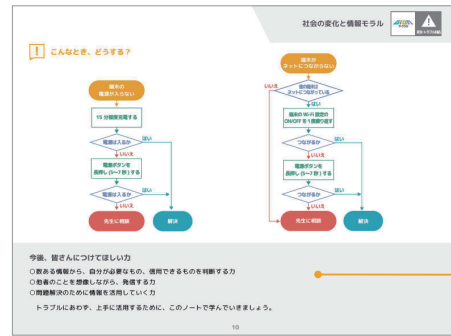 社会の変化と情報モラル
こんなとき、どうする？
端末の
電源が入らない
15分程度充電する
電源は入るか
はい
いいえ
電源ボタンを
長押し(5〜7秒)する
電源は入るか
はい
いいえ
先生に相談
解決
端末の
ネットにつながらない
他の端末は
ネットにつながっている
いいえ
はい
端末のWi-Fi設定の
ON/OFFを1回繰り返す
つながるか
はい
いいえ
電源ボタンを
長押し(5〜7秒)する
つながるか
はい
いいえ
先生に相談
解決
今後、皆さんにつけてほしい力
○数ある情報から、自分が必要なもの、信用できるものを判断する力
○他者のことを想像しながら、発信する力
○問題解決のために情報を活用していく力
トラブルにあわず、上手に活用するために、このノートで学んでいきましょう。
10